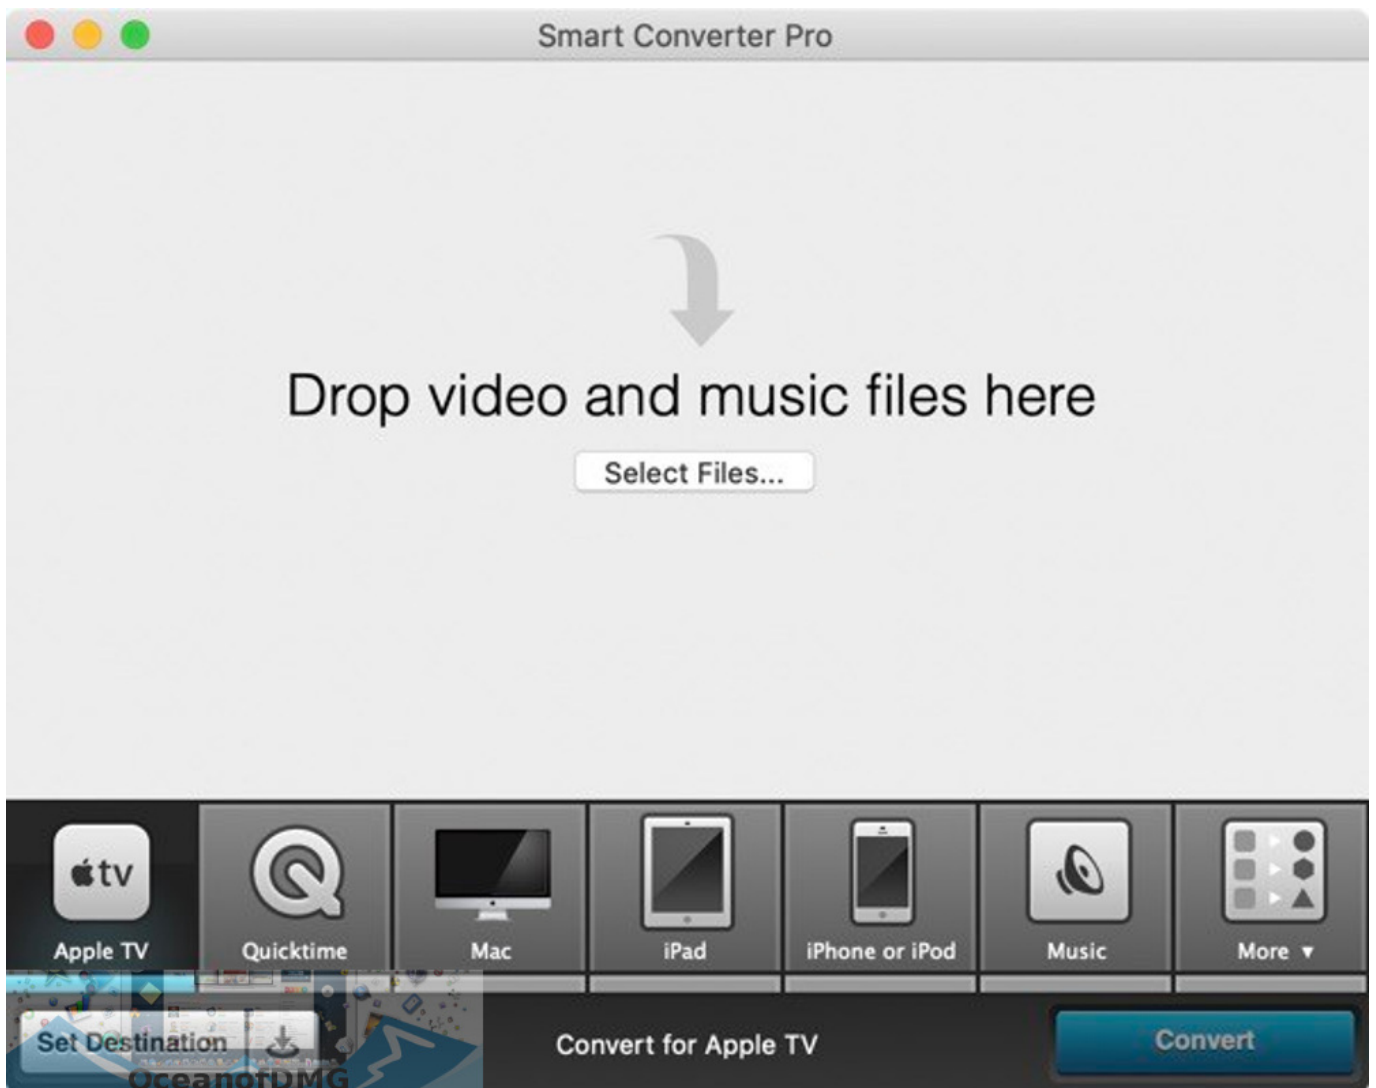 Smart Converter Pro
Drop video and music files here
Select Files...
tv
Apple TV
Quicktime
Mac
iPad
iPhone or iPod
Music
More ▼
Set Destination
Convert for Apple TV
Convert
OceanofDMG